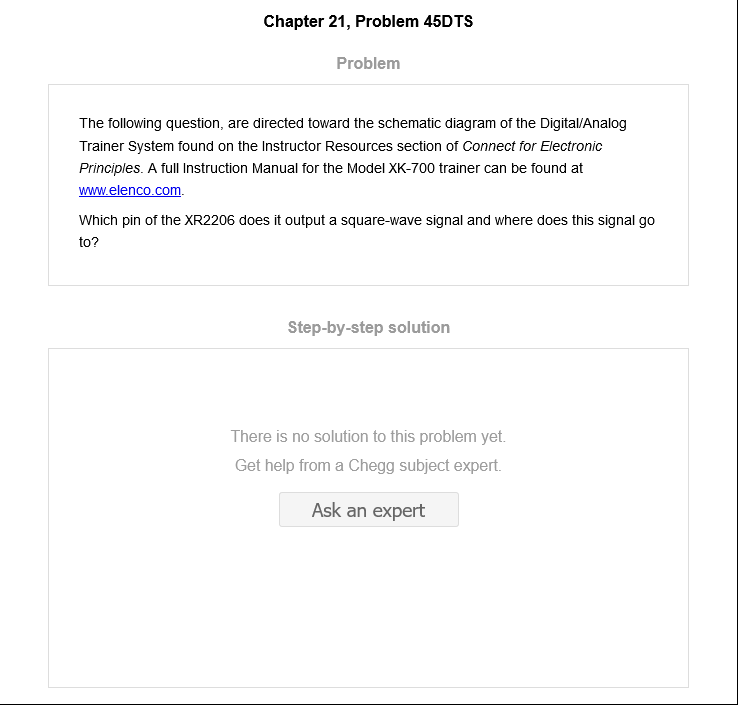 Chapter 21, Problem 45DTS
Problem
The following question, are directed toward the schematic diagram of the Digital/Analog
Trainer System found on the Instructor Resources section of Connect for Electronic
Principles. A full Instruction Manual for the Model XK-700 trainer can be found at
www.elenco.com.
Which pin of the XR2206 does it output a square-wave signal and where does this signal go
to?
Step-by-step solution
There is no solution to this problem yet.
Get help from a Chegg subject expert.
Ask an expert